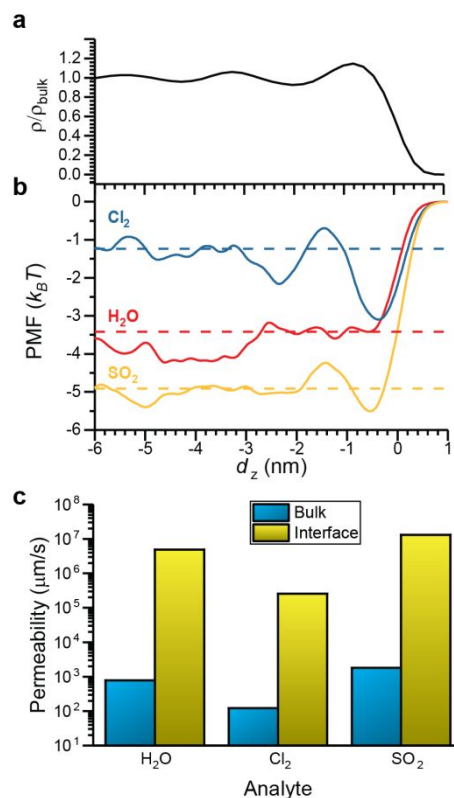 a
ρ/ρbulk
1.2
1.0
0.8
0.6
0.4
0.2
0.0
b
PMF (kBT)
0
-1
-2
-3
-4
-5
-6
Cl2
H2O
SO2
-6 -5 -4 -3 -2 -1 0 1
dz (nm)
c
Permeability (μm/s)
10^8
10^7
10^6
10^5
10^4
10^3
10^2
10^1
Bulk
Interface
H2O Cl2 SO2
Analyte